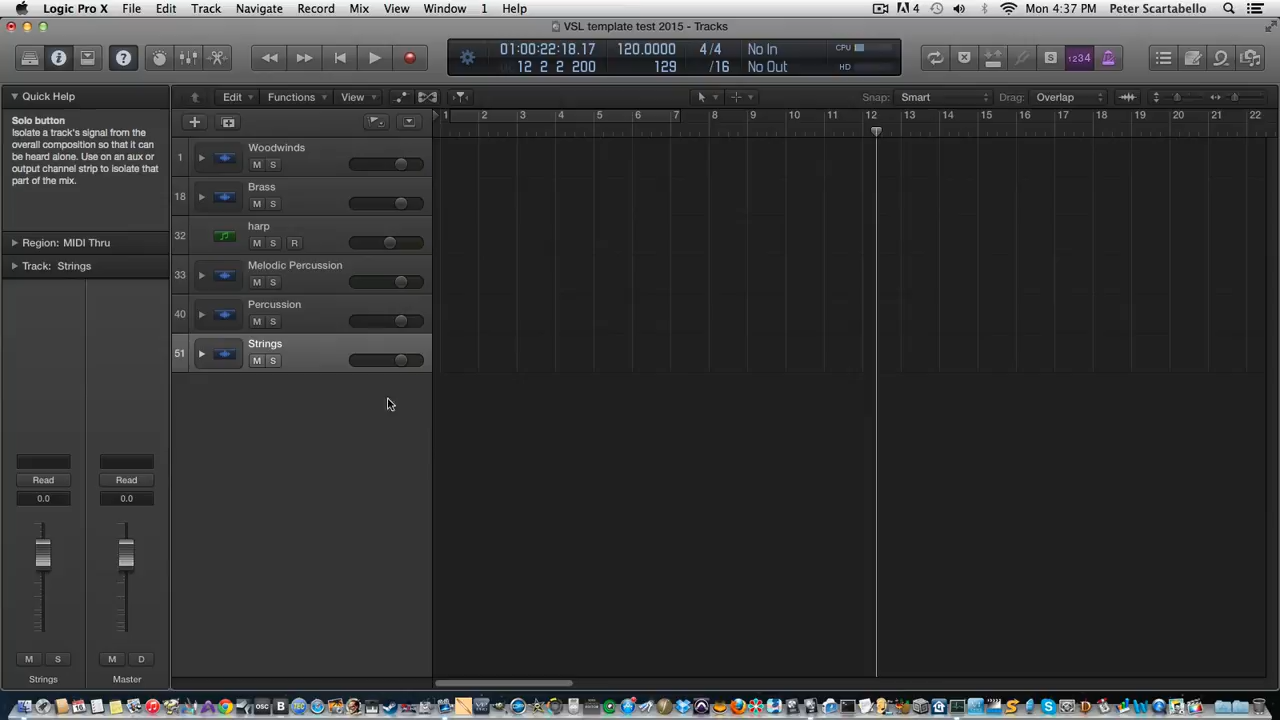 Logic Pro X File Edit Track Navigate Record Mix View Window 1 Help 4 Mon 4:37 PM Peter Scartabello
VSL template test 2015 - Tracks
01:00:22:18.17 120.0000 4/4 No In CPU
12 2 2 200 129 /16 No Out HD
1234
S
Quick Help
Edit Functions View Snap: Smart Drag: Overlap
Solo button
Isolate a track's signal from the
overall composition so that it can
be heard alone. Use on an aux or
output channel strip to isolate that
part of the mix.
1 2 3 4 5 6 7 8 9 10 11 12 13 14 15 16 17 18 19 20 21 22
1 Woodwinds
M S
18 Brass
M S
32 harp
M S R
33 Melodic Percussion
M S
40 Percussion
M S
51 Strings
M S
Region: MIDI Thru
Track: Strings
Read Read
0.0 0.0
M S M D
Strings Master